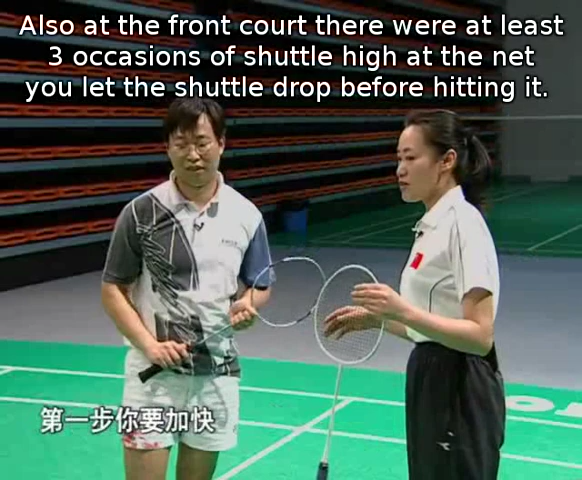 Also at the front court there were at least
3 occasions of shuttle high at the net
you let the shuttle drop before hitting it.
第一步你要加快